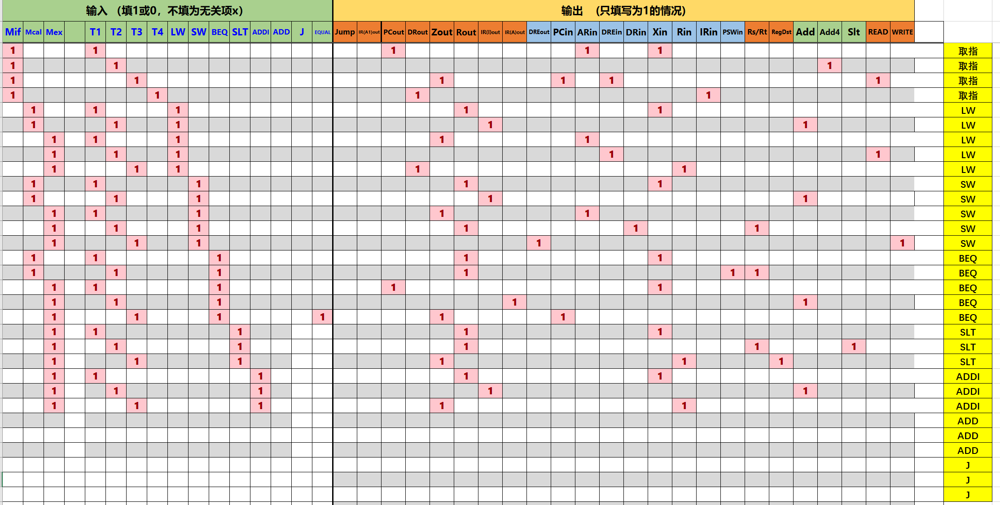 输入 （填1或0，不填为无关项x） 输出 （只填写为1的情况）
Mif Mcal Mex T1 T2 T3 T4 LW SW BEQ SLT ADDI ADD J EQUAL Jump IR(A1)out PCout DRout Zout Rout IR(I)out IR(A)out DREout PCin ARin DREin DRin Xin Rin IRin PSWin Rs/Rt RegDst Add Add4 Slt READ WRITE
1 1 1 1 1 取指
1 1 1 取指
1 1 1 1 1 1 取指
1 1 1 1 取指
1 1 1 1 1 LW
1 1 1 1 1 LW
1 1 1 1 1 LW
1 1 1 1 1 LW
1 1 1 1 1 LW
1 1 1 1 1 SW
1 1 1 1 1 SW
1 1 1 1 1 SW
1 1 1 1 1 1 SW
1 1 1 1 1 SW
1 1 1 1 1 BEQ
1 1 1 1 1 1 BEQ
1 1 1 1 1 BEQ
1 1 1 1 1 BEQ
1 1 1 1 1 1 BEQ
1 1 1 1 1 SLT
1 1 1 1 1 1 SLT
1 1 1 1 1 1 SLT
1 1 1 1 1 ADDI
1 1 1 1 1 ADDI
1 1 1 1 1 ADDI
ADD
ADD
ADD
J
J
J